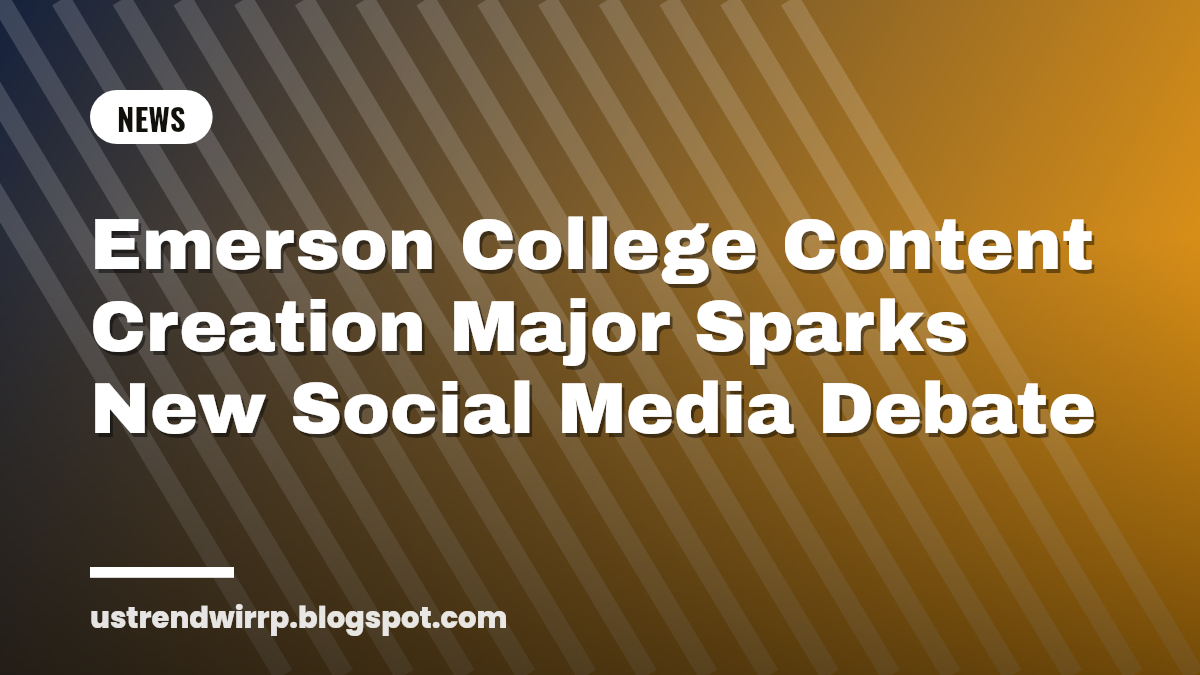 NEWS
Emerson College Content
Creation Major Sparks
New Social Media Debate
ustrendwirrp.blogspot.com